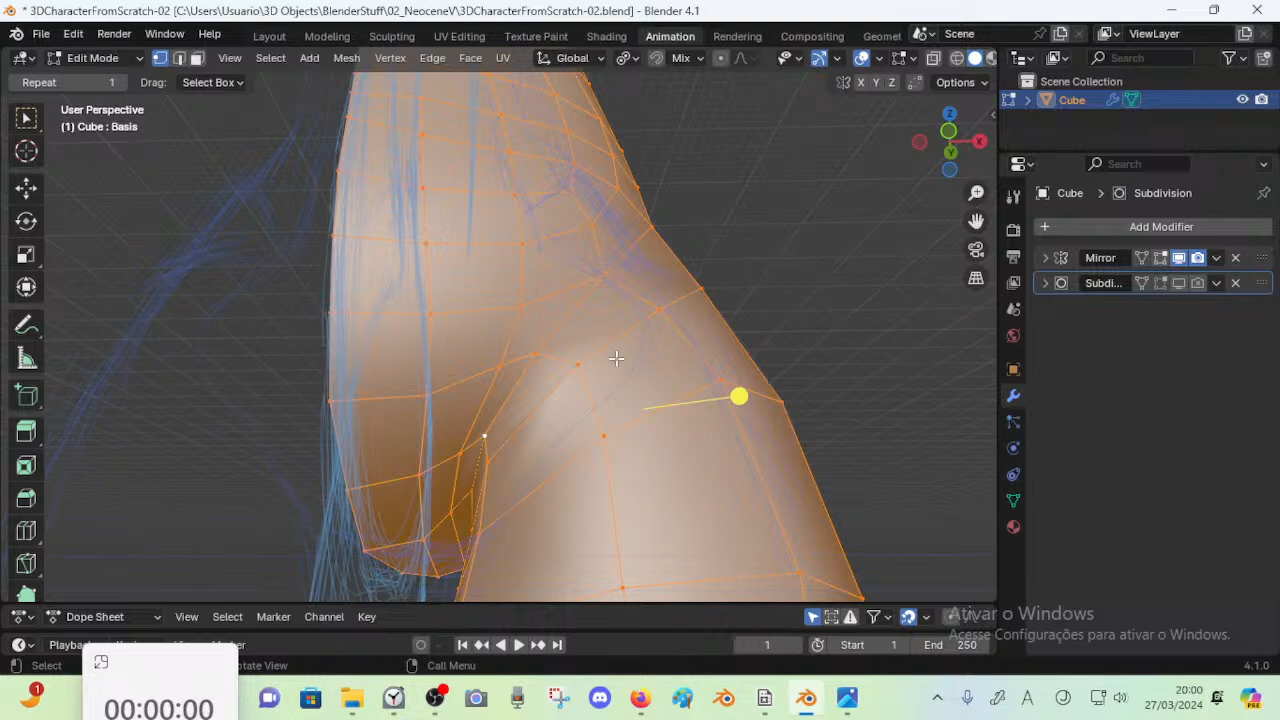 * 3DCharacterFromScratch-02 [C:\Users\Usuario\3D Objects\BlenderStuff\02_NeoceneV\3DCharacterFromScratch-02.blend] - Blender 4.1
File Edit Render Window Help Layout Modeling Sculpting UV Editing Texture Paint Shading Animation Rendering Compositing Geomet Scene ViewLayer
Edit Mode View Select Add Mesh Vertex Edge Face UV Global Mix Search
Repeat 1 Drag: Select Box X Y Z Options
Scene Collection
Cube
User Perspective
(1) Cube : Basis
Z
X
Y
Search
Cube > Subdivision
Add Modifier
Mirror
Subdi...
Dope Sheet View Select Marker Channel Key
Start 1 End 250
Select
Call Menu
4.1.0
Ativar o Windows
Acesse Configurações para ativar o Windows.
00:00:00
1
20:00
27/03/2024
PRE